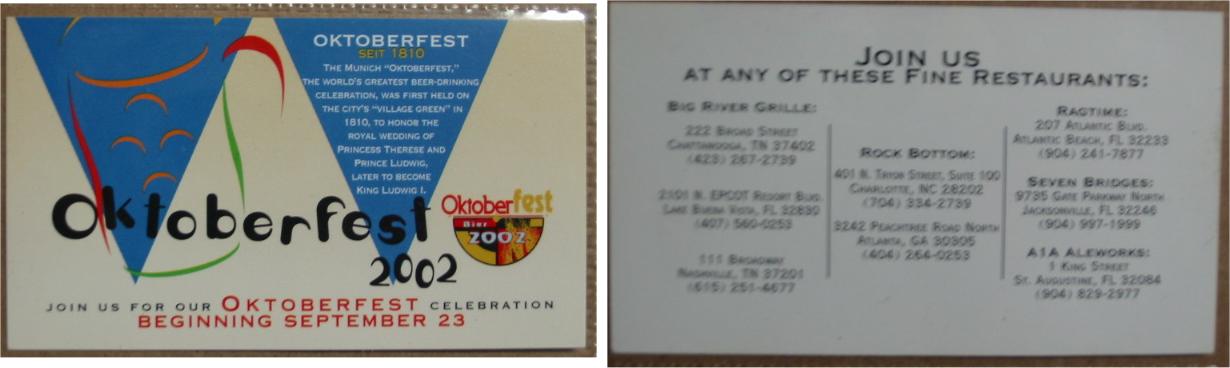 OKTOBERFEST
SEIT 1810
THE MUNICH "OKTOBERFEST,"
THE WORLD'S GREATEST BEER-DRINKING
CELEBRATION, WAS FIRST HELD ON
THE CITY'S "VILLAGE GREEN" IN
1810, TO HONOR THE
ROYAL WEDDING OF
PRINCESS THERESE AND
PRINCE LUDWIG,
LATER TO BECOME
KING LUDWIG I.
Oktoberfest
2002
Oktoberfest
Bier
2002
JOIN US FOR OUR OKTOBERFEST CELEBRATION
BEGINNING SEPTEMBER 23
JOIN US
AT ANY OF THESE FINE RESTAURANTS:
BIG RIVER GRILLE:
222 BROAD STREET
CHATTANOOGA, TN 37402
(423) 267-2739
2101 N. EPCOT RESORT BLVD.
LAKE BUENA VISTA, FL 32830
(407) 560-0253
111 BROADWAY
NASHVILLE, TN 37201
(615) 251-4677
ROCK BOTTOM:
401 N. TRYON STREET, SUITE 100
CHARLOTTE, NC 28202
(704) 334-2739
3242 PEACHTREE ROAD NORTH
ATLANTA, GA 30305
(404) 264-0253
RAGTIME:
207 ATLANTIC BLVD.
ATLANTIC BEACH, FL 32233
(904) 241-7877
SEVEN BRIDGES:
9735 GATE PARKWAY NORTH
JACKSONVILLE, FL 32246
(904) 997-1999
A1A ALEWORKS:
1 KING STREET
ST. AUGUSTINE, FL 32084
(904) 829-2977